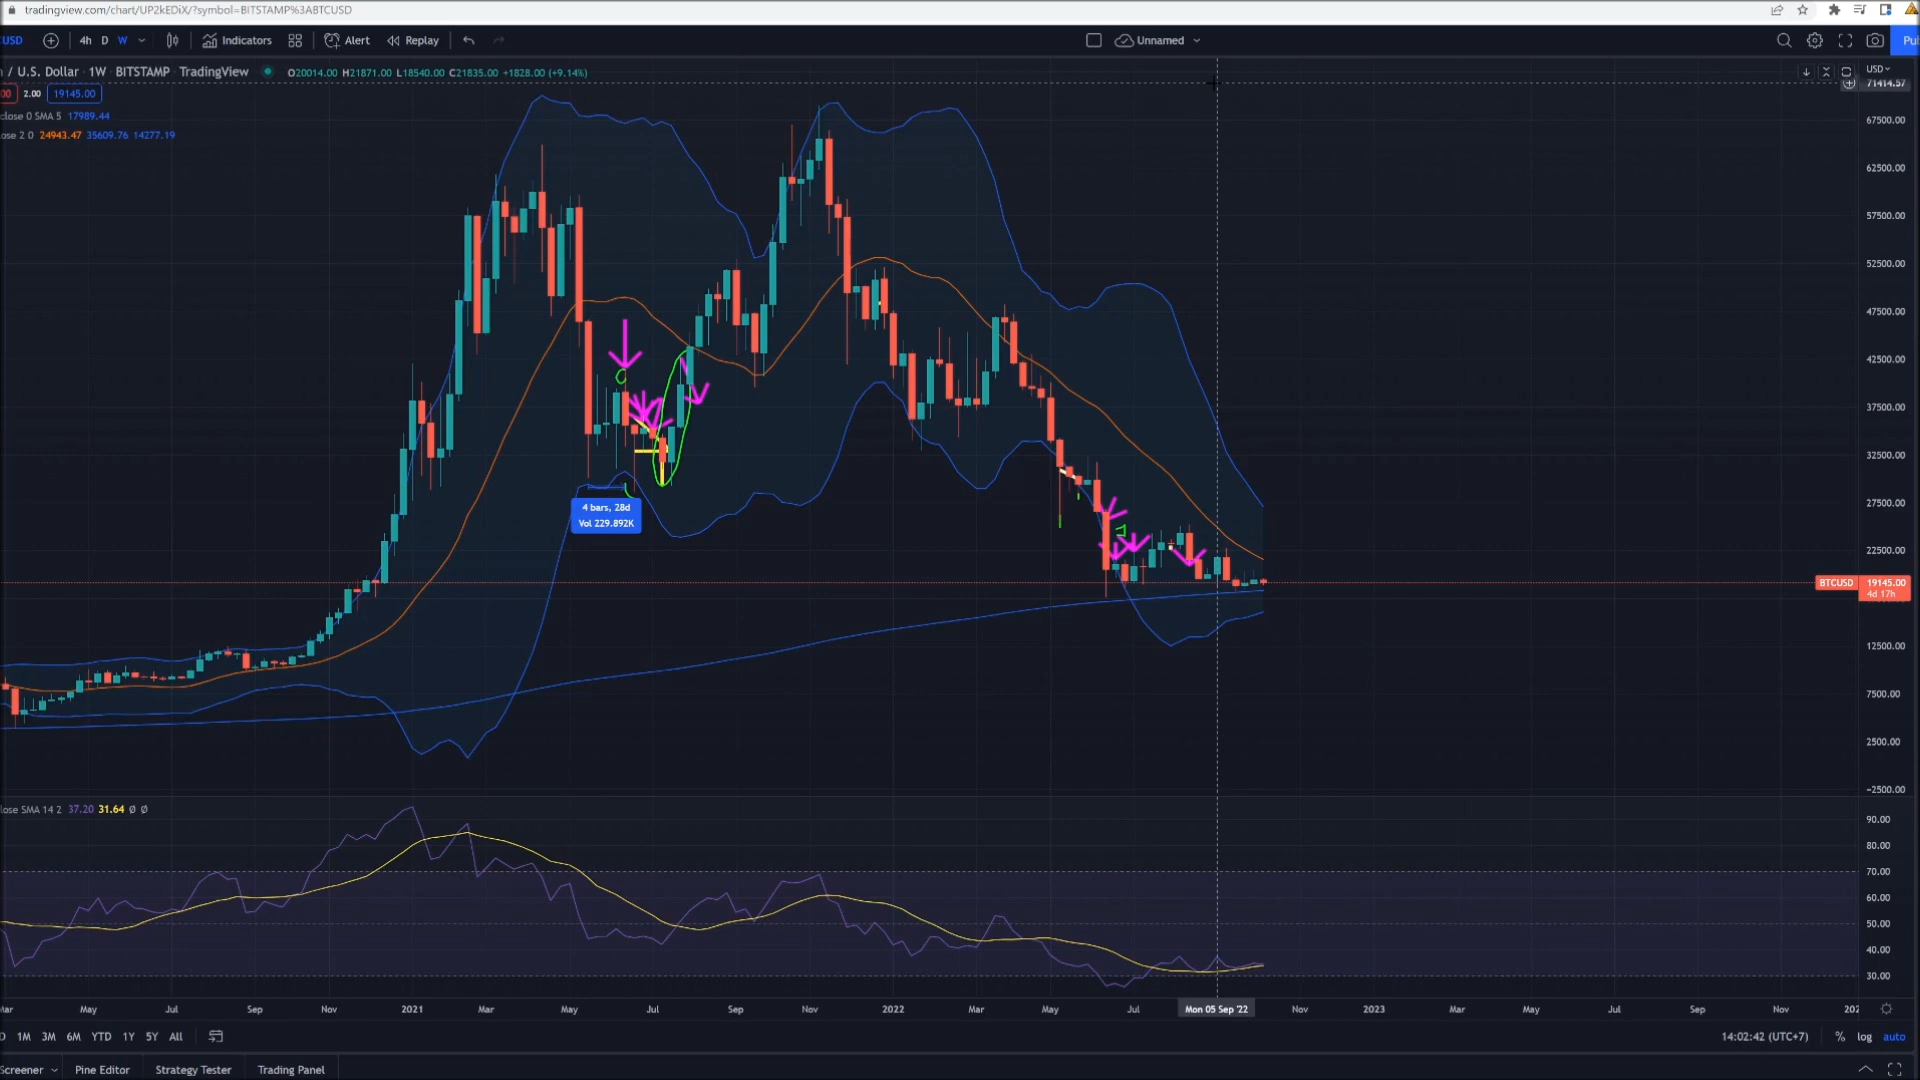 tradingview.com/chart/UP2kEDiX/?symbol=BITSTAMP%3ABTCUSD
USD 4h D W Indicators Alert Replay Unnamed Pu
/ U.S. Dollar · 1W · BITSTAMP · TradingView O20014.00 H21871.00 L18540.00 C21835.00 +1828.00 (+9.14%) USD
71414.57
00 2.00 19145.00
close 0 SMA 5 17989.44
67500.00
ose 2 0 24943.47 35609.76 14277.19
62500.00
57500.00
52500.00
47500.00
42500.00
37500.00
32500.00
27500.00
4 bars, 28d
Vol 229.892K
22500.00
BTCUSD 19145.00
4d 17h
12500.00
7500.00
2500.00
−2500.00
lose SMA 14 2 37.20 31.64 Ø Ø
90.00
80.00
70.00
60.00
50.00
40.00
30.00
Mar May Jul Sep Nov 2021 Mar May Jul Sep Nov 2022 Mar May Jul Mon 05 Sep '22 Nov 2023 Mar May Jul Sep Nov 202
D 1M 3M 6M YTD 1Y 5Y All 14:02:42 (UTC+7) % log auto
Screener Pine Editor Strategy Tester Trading Panel